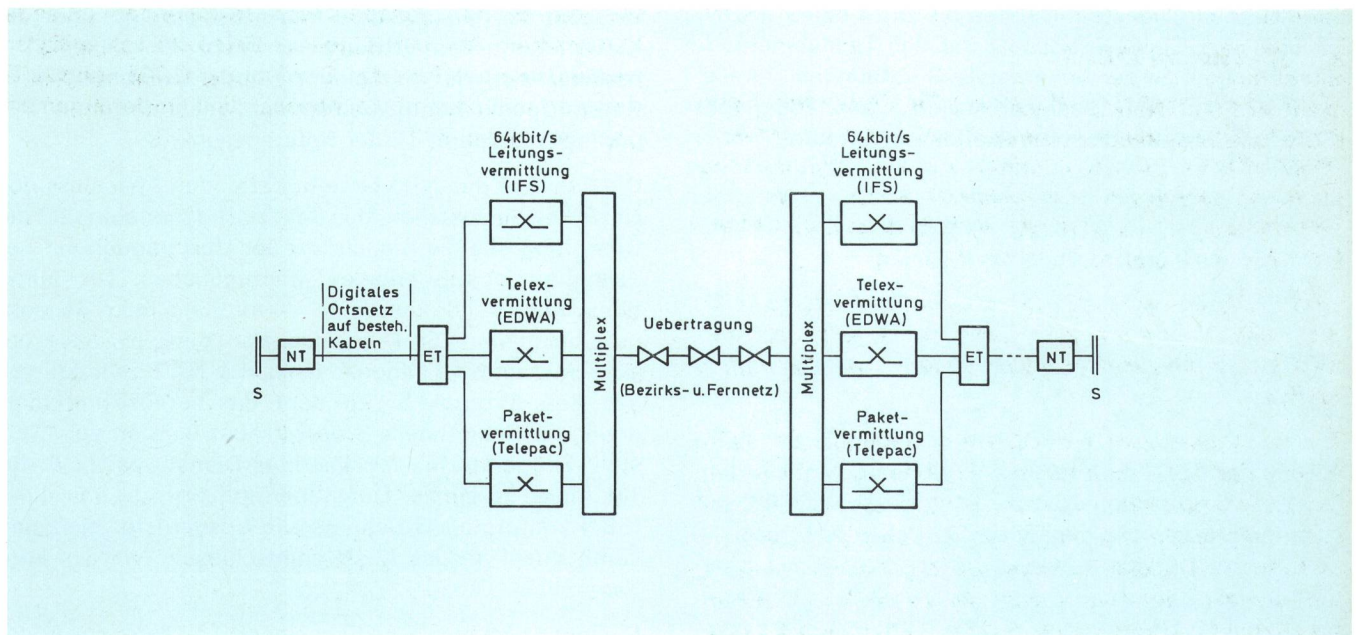 64kbit/s
Leitungs-
vermittlung
(IFS)
Digitales
Ortsnetz
auf besteh.
Kabeln
S
NT
ET
Telex-
vermittlung
(EDWA)
Paket-
vermittlung
(Telepac)
Multiplex
Uebertragung
(Bezirks- u. Fernnetz)
Multiplex
64kbit/s
Leitungs-
vermittlung
(IFS)
Telex-
vermittlung
(EDWA)
Paket-
vermittlung
(Telepac)
ET
NT
S